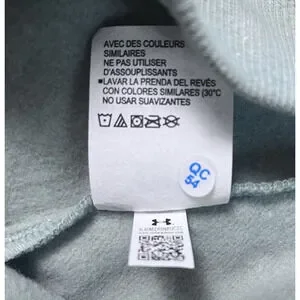 AVEC DES COULEURS
SIMILAIRES
NE PAS UTILISER
D'ASSOUPLISSANTS
■LAVAR LA PRENDA DEL REVÉS
CON COLORES SIMILARES (30°C
NO USAR SUAVIZANTES
QC
54